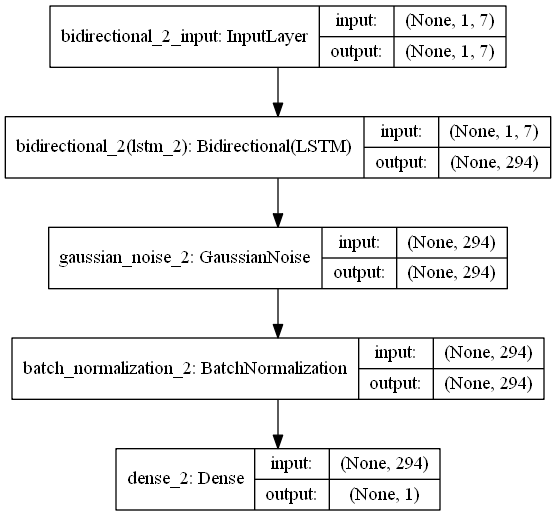 bidirectional_2_input: InputLayer
input: (None, 1, 7)
output: (None, 1, 7)
bidirectional_2(lstm_2): Bidirectional(LSTM)
input: (None, 1, 7)
output: (None, 294)
gaussian_noise_2: GaussianNoise
input: (None, 294)
output: (None, 294)
batch_normalization_2: BatchNormalization
input: (None, 294)
output: (None, 294)
dense_2: Dense
input: (None, 294)
output: (None, 1)